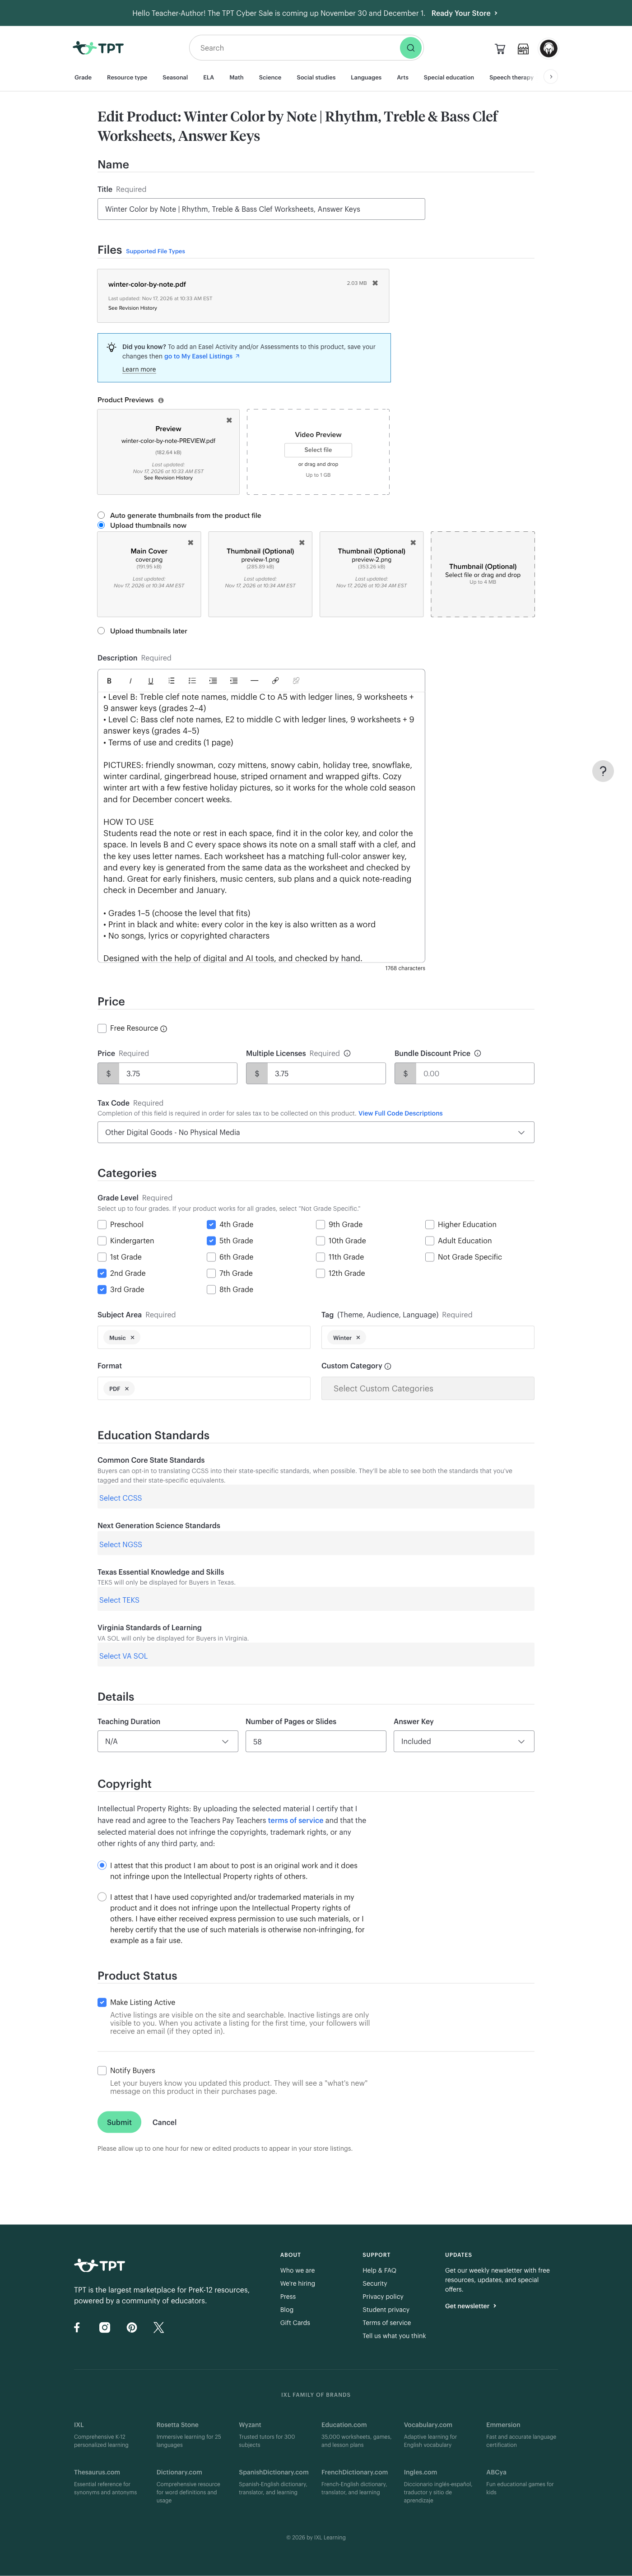 Hello Teacher-Author! The TPT Cyber Sale is coming up November 30 and December 1. Ready Your Store
TPT
Search
Grade Resource type Seasonal ELA Math Science Social studies Languages Arts Special education Speech therapy
Edit Product: Winter Color by Note | Rhythm, Treble & Bass Clef
Worksheets, Answer Keys
Name
Title Required
Winter Color by Note | Rhythm, Treble & Bass Clef Worksheets, Answer Keys
Files Supported File Types
winter-color-by-note.pdf 2.03 MB
Last updated: Nov 17, 2026 at 10:33 AM EST
See Revision History
Did you know? To add an Easel Activity and/or Assessments to this product, save your
changes then go to My Easel Listings
Learn more
Product Previews
Preview
winter-color-by-note-PREVIEW.pdf
(182.64 kB)
Last updated:
Nov 17, 2026 at 10:33 AM EST
See Revision History
Video Preview
Select file
or drag and drop
Up to 1 GB
Auto generate thumbnails from the product file
Upload thumbnails now
Main Cover
cover.png
(191.95 kB)
Last updated:
Nov 17, 2026 at 10:34 AM EST
Thumbnail (Optional)
preview-1.png
(285.89 kB)
Last updated:
Nov 17, 2026 at 10:34 AM EST
Thumbnail (Optional)
preview-2.png
(353.26 kB)
Last updated:
Nov 17, 2026 at 10:34 AM EST
Thumbnail (Optional)
Select file or drag and drop
Up to 4 MB
Upload thumbnails later
Description Required
B I U
• Level B: Treble clef note names, middle C to A5 with ledger lines, 9 worksheets +
9 answer keys (grades 2–4)
• Level C: Bass clef note names, E2 to middle C with ledger lines, 9 worksheets + 9
answer keys (grades 4–5)
• Terms of use and credits (1 page)
PICTURES: friendly snowman, cozy mittens, snowy cabin, holiday tree, snowflake,
winter cardinal, gingerbread house, striped ornament and wrapped gifts. Cozy
winter art with a few festive holiday pictures, so it works for the whole cold season
and for December concert weeks.
HOW TO USE
Students read the note or rest in each space, find it in the color key, and color the
space. In levels B and C every space shows its note on a small staff with a clef, and
the key uses letter names. Each worksheet has a matching full-color answer key,
and every key is generated from the same data as the worksheet and checked by
hand. Great for early finishers, music centers, sub plans and a quick note-reading
check in December and January.
• Grades 1–5 (choose the level that fits)
• Print in black and white: every color in the key is also written as a word
• No songs, lyrics or copyrighted characters
Designed with the help of digital and AI tools, and checked by hand.
1768 characters
Price
Free Resource
Price Required
$ 3.75
Multiple Licenses Required
$ 3.75
Bundle Discount Price
$ 0.00
Tax Code Required
Completion of this field is required in order for sales tax to be collected on this product. View Full Code Descriptions
Other Digital Goods - No Physical Media
Categories
Grade Level Required
Select up to four grades. If your product works for all grades, select "Not Grade Specific."
Preschool 4th Grade 9th Grade Higher Education
Kindergarten 5th Grade 10th Grade Adult Education
1st Grade 6th Grade 11th Grade Not Grade Specific
2nd Grade 7th Grade 12th Grade
3rd Grade 8th Grade
Subject Area Required
Music
Tag (Theme, Audience, Language) Required
Winter
Format
PDF
Custom Category
Select Custom Categories
Education Standards
Common Core State Standards
Buyers can opt-in to translating CCSS into their state-specific standards, when possible. They'll be able to see both the standards that you've
tagged and their state-specific equivalents.
Select CCSS
Next Generation Science Standards
Select NGSS
Texas Essential Knowledge and Skills
TEKS will only be displayed for Buyers in Texas.
Select TEKS
Virginia Standards of Learning
VA SOL will only be displayed for Buyers in Virginia.
Select VA SOL
Details
Teaching Duration
N/A
Number of Pages or Slides
58
Answer Key
Included
Copyright
Intellectual Property Rights: By uploading the selected material I certify that I
have read and agree to the Teachers Pay Teachers terms of service and that the
selected materials does not infringe the copyrights, trademark rights, or any
other rights of any third party, and:
I attest that this product I am about to post is an original work and it does
not infringe upon the Intellectual Property rights of others.
I attest that I have used copyrighted and/or trademarked materials in my
product and it does not infringe upon the Intellectual Property rights of
others. I have either received express permission to use such materials, or I
hereby certify that the use of such materials is otherwise non-infringing, for
example as a fair use.
Product Status
Make Listing Active
Active listings are visible on the site and searchable. Inactive listings are only
visible to you. When you activate a listing for the first time, your followers will
receive an email (if they opted in).
Notify Buyers
Let your buyers know you updated this product. They will see a "what's new"
message on this product in their purchases page.
Submit Cancel
Please allow up to one hour for new or edited products to appear in your store listings.
?
TPT
TPT is the largest marketplace for PreK-12 resources,
powered by a community of educators.
ABOUT
Who we are
We're hiring
Press
Blog
Gift Cards
SUPPORT
Help & FAQ
Security
Privacy policy
Student privacy
Terms of service
Tell us what you think
UPDATES
Get our weekly newsletter with free
resources, updates, and special
offers.
Get newsletter
IXL FAMILY OF BRANDS
IXL
Comprehensive K-12
personalized learning
Rosetta Stone
Immersive learning for 25
languages
Wyzant
Trusted tutors for 300
subjects
Education.com
35,000 worksheets, games,
and lesson plans
Vocabulary.com
Adaptive learning for
English vocabulary
Emmersion
Fast and accurate language
certification
Thesaurus.com
Essential reference for
synonyms and antonyms
Dictionary.com
Comprehensive resource
for word definitions and
usage
SpanishDictionary.com
Spanish-English dictionary,
translator, and learning
FrenchDictionary.com
French-English dictionary,
translator, and learning
Ingles.com
Diccionario inglés-español,
traductor y sitio de
aprendizaje
ABCya
Fun educational games for
kids
© 2026 by IXL Learning